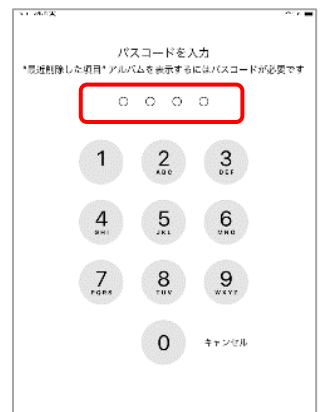 パスコードを入力
"最近削除した項目" アルバムを表示するにはパスコードが必要です
1
2
ABC
3
DEF
4
GHI
5
JKL
6
MNO
7
PQRS
8
TUV
9
WXYZ
0
キャンセル